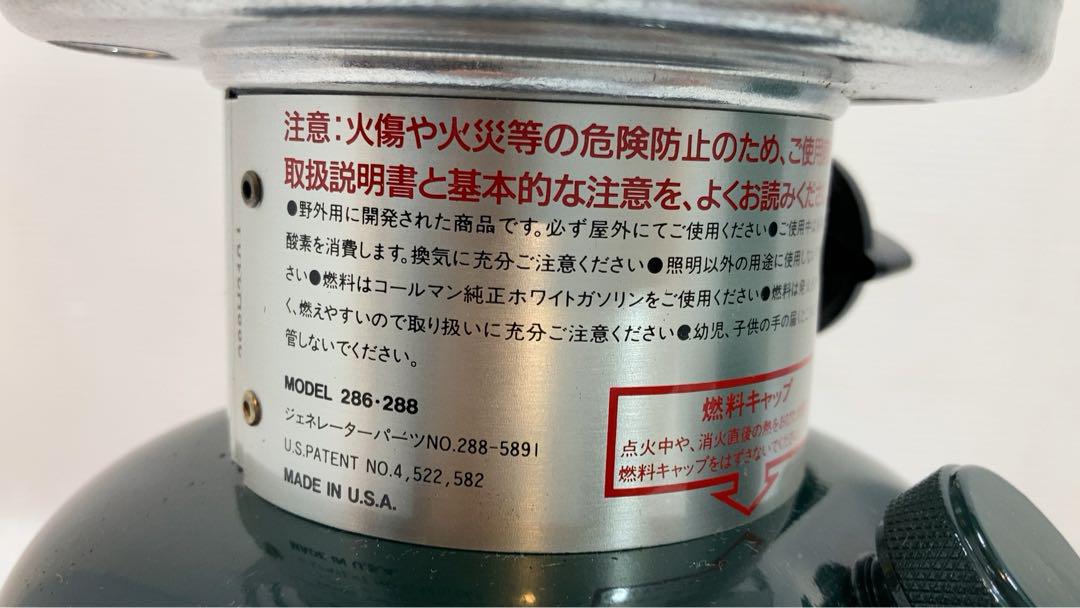 注意:火傷や火災等の危険防止のため、ご使用
取扱説明書と基本的な注意を、よくお読みくださ
●野外用に開発された商品です。必ず屋外にてご使用ください●ご使用中は
酸素を消費します。換気に充分ご注意ください●照明以外の用途に使用しな
さい●燃料はコールマン純正ホワイトガソリンをご使用ください●燃料は
く、燃えやすいので取り扱いに充分ご注意ください●幼児、子供の手の届くところ
管しないでください。
MODEL 286・288
ジェネレーターパーツNO.288-5891
U.S.PATENT NO.4,522,582
MADE IN U.S.A.
燃料キャップ
点火中や、消火直後の熱を
燃料キャップをはずさないでくだ